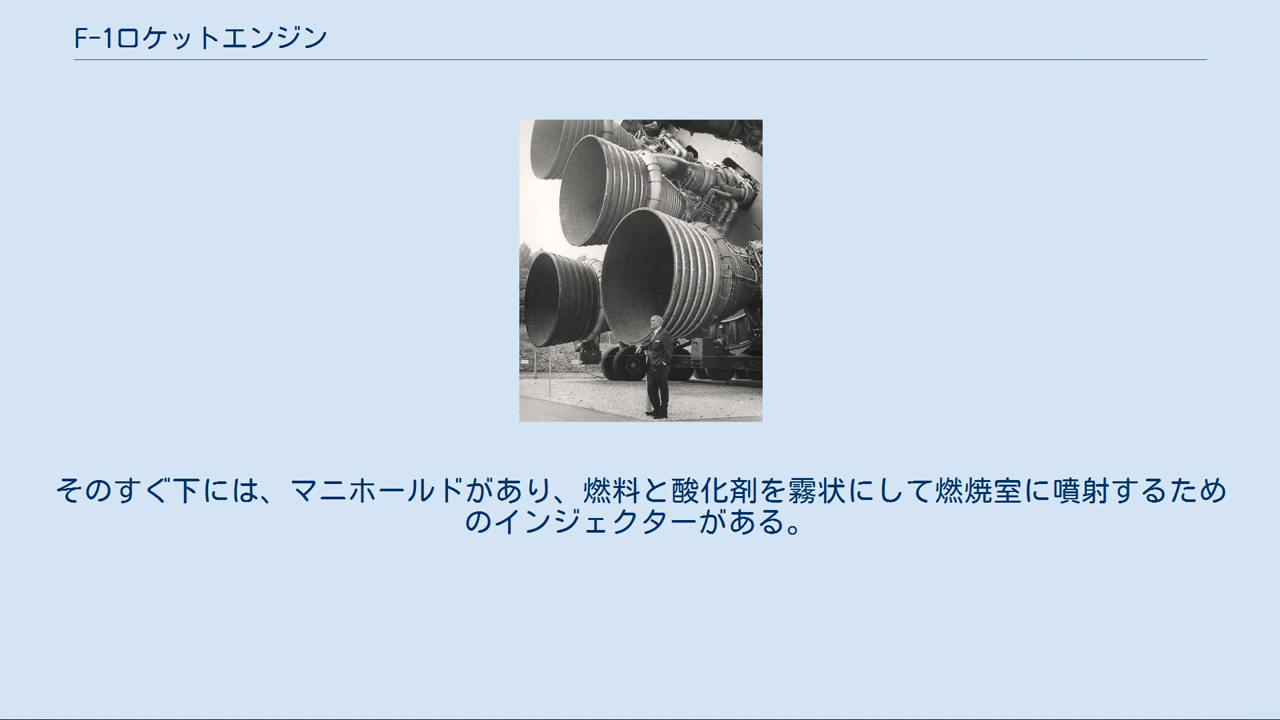 F-1ロケットエンジン
そのすぐ下には、マニホールドがあり、燃料と酸化剤を霧状にして燃焼室に噴射するため
のインジェクターがある。